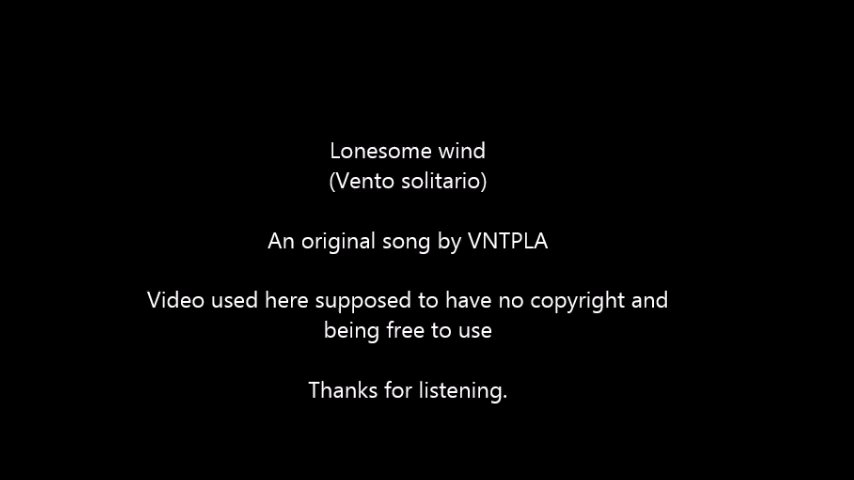 Lonesome wind
(Vento solitario)
An original song by VNTPLA
Video used here supposed to have no copyright and
being free to use
Thanks for listening.